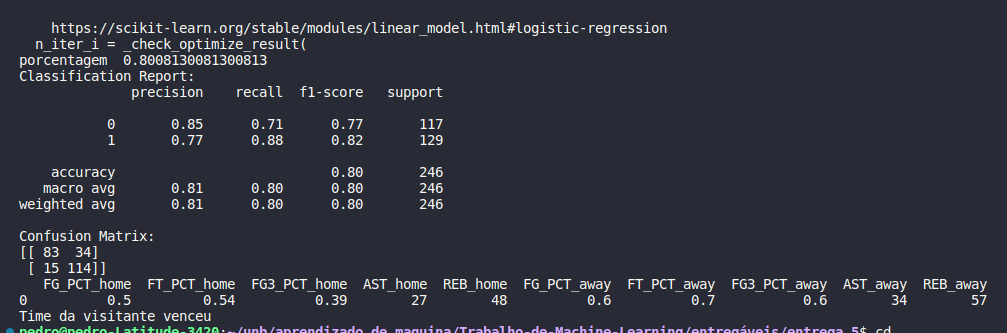 https://scikit-learn.org/stable/modules/linear_model.html#logistic-regression
n_iter_i = _check_optimize_result(
porcentagem  0.8008130081300813
Classification Report:
precision    recall  f1-score   support
0       0.85      0.71      0.77       117
1       0.77      0.88      0.82       129
accuracy                           0.80       246
macro avg       0.81      0.80      0.80       246
weighted avg       0.81      0.80      0.80       246
Confusion Matrix:
[[ 83  34]
[ 15 114]]
FG_PCT_home  FT_PCT_home  FG3_PCT_home  AST_home  REB_home  FG_PCT_away  FT_PCT_away  FG3_PCT_away  AST_away  REB_away
0          0.5         0.54          0.39        27        48          0.6          0.7           0.6        34        57
Time da visitante venceu
pedro@pedro-Latitude-3420:~/unb/aprendizado_de_maquina/Trabalho-de-Machine-Learning/entregáveis/entrega_5$ cd